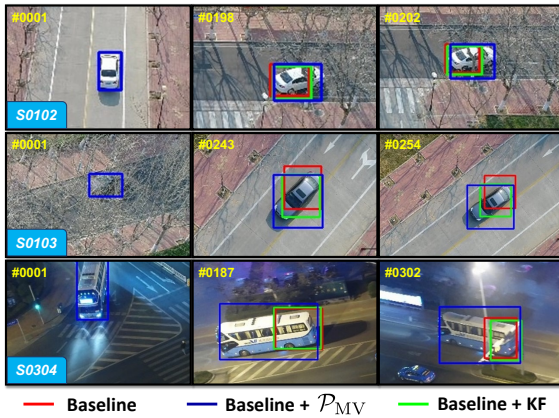 #0001 #0198 #0202
S0102
#0001 #0243 #0254
S0103
#0001 #0187 #0302
S0304
Baseline Baseline + 𝒫MV Baseline + KF